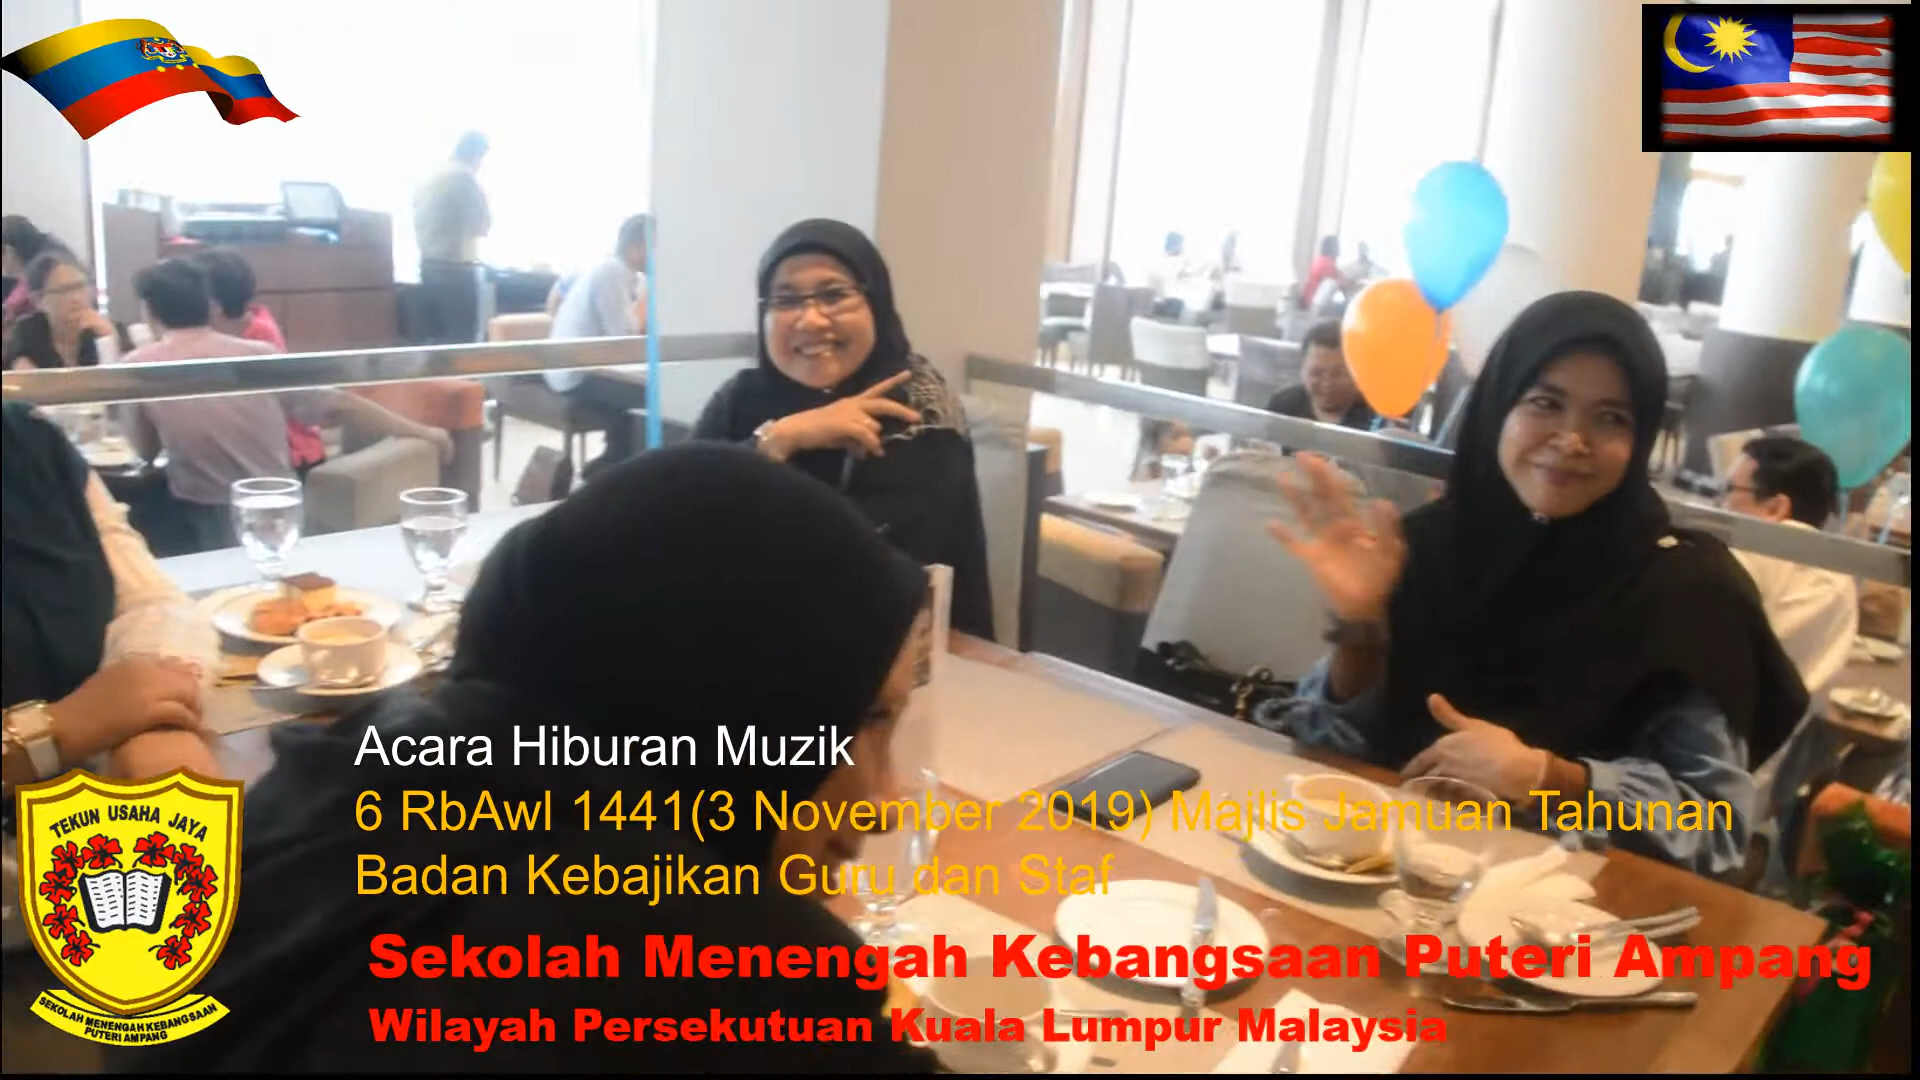 Acara Hiburan Muzik
6 RbAwl 1441(3 November 2019) Majlis Jamuan Tahunan
Badan Kebajikan Guru dan Staf
Sekolah Menengah Kebangsaan Puteri Ampang
Wilayah Persekutuan Kuala Lumpur Malaysia
TEKUN USAHA JAYA
SEKOLAH MENENGAH KEBANGSAAN
PUTERI AMPANG